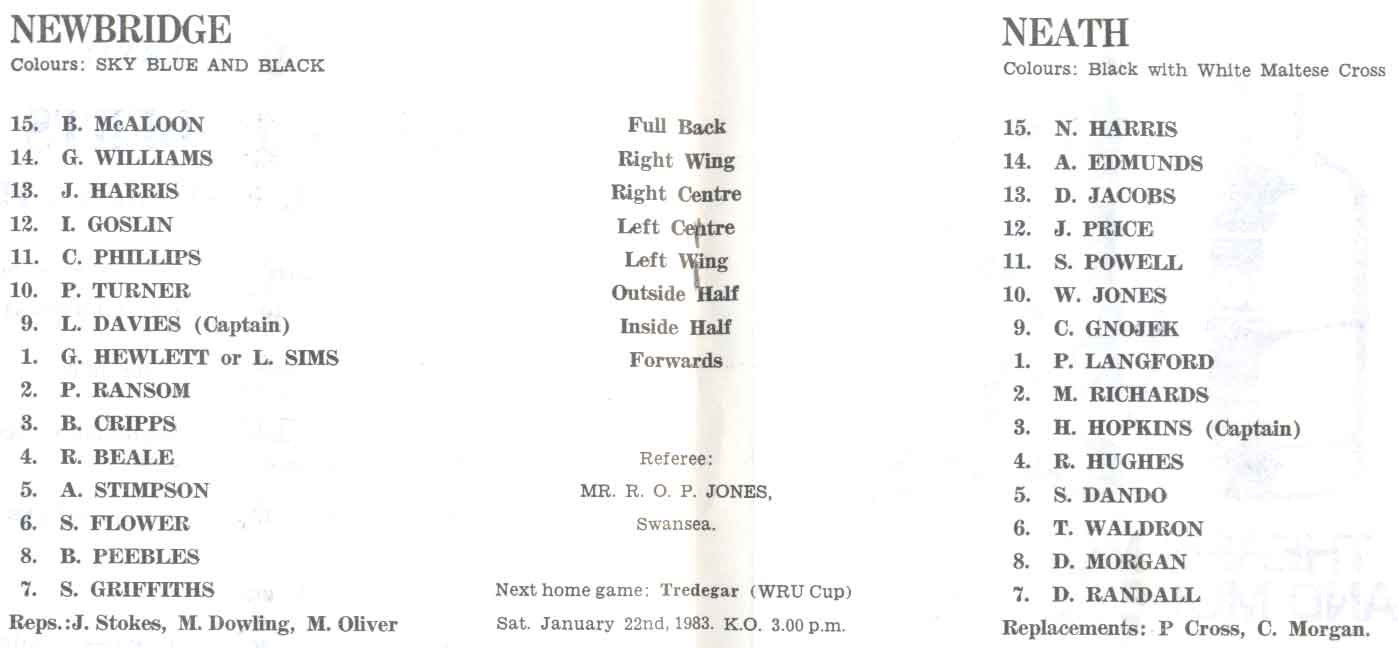 NEWBRIDGE
Colours: SKY BLUE AND BLACK
15. B. McALOON
14. G. WILLIAMS
13. J. HARRIS
12. I. GOSLIN
11. C. PHILLIPS
10. P. TURNER
9. L. DAVIES (Captain)
1. G. HEWLETT or L. SIMS
2. P. RANSOM
3. B. CRIPPS
4. R. BEALE
5. A. STIMPSON
6. S. FLOWER
8. B. PEEBLES
7. S. GRIFFITHS
Reps.:J. Stokes, M. Dowling, M. Oliver
Full Back
Right Wing
Right Centre
Left Centre
Left Wing
Outside Half
Inside Half
Forwards
Referee:
MR. R. O. P. JONES,
Swansea.
Next home game: Tredegar (WRU Cup)
Sat. January 22nd, 1983. K.O. 3.00 p.m.
NEATH
Colours: Black with White Maltese Cross
15. N. HARRIS
14. A. EDMUNDS
13. D. JACOBS
12. J. PRICE
11. S. POWELL
10. W. JONES
9. C. GNOJEK
1. P. LANGFORD
2. M. RICHARDS
3. H. HOPKINS (Captain)
4. R. HUGHES
5. S. DANDO
6. T. WALDRON
8. D. MORGAN
7. D. RANDALL
Replacements: P Cross, C. Morgan.